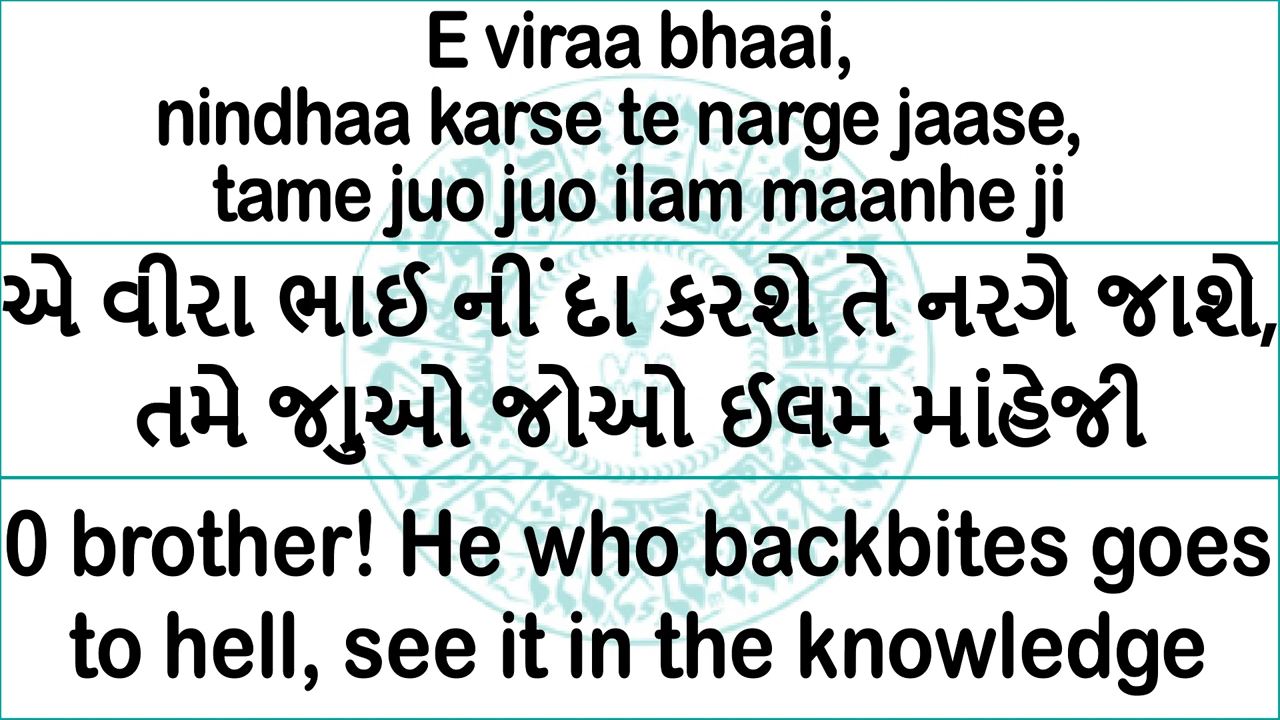 E viraa bhaai,
nindhaa karse te narge jaase,
tame juo juo ilam maanhe ji
એ વીરા ભાઈ નીંદા કરશે તે નરગે જાશે,
તમે જાુઓ જોઓ ઈલમ માંહેજી
O brother! He who backbites goes
to hell, see it in the knowledge